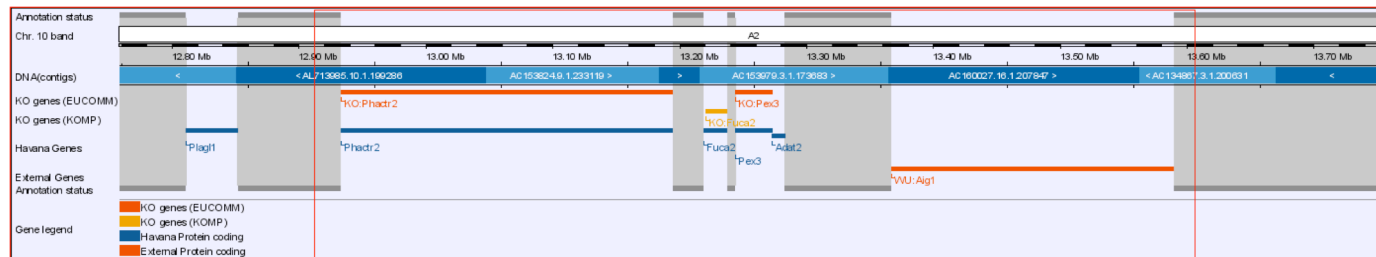 Annotation status
Chr. 10 band A2
12.80 Mb 12.90 Mb 13.00 Mb 13.10 Mb 13.20 Mb 13.30 Mb 13.40 Mb 13.50 Mb 13.60 Mb 13.70 Mb
DNA(contigs) < < AL713985.10.1.199286 AC153824.9.1.233119 > > AC153979.3.1.173683 > AC160027.16.1.207847 > < AC134867.3.1.200631 <
KO genes (EUCOMM) KO:Phactr2 KO:Pex3
KO genes (KOMP) KO:Fuca2
Havana Genes Plagl1 Phactr2 Fuca2 Adat2
Pex3
External Genes WU:Aig1
Annotation status
Gene legend
KO genes (EUCOMM)
KO genes (KOMP)
Havana Protein coding
External Protein coding